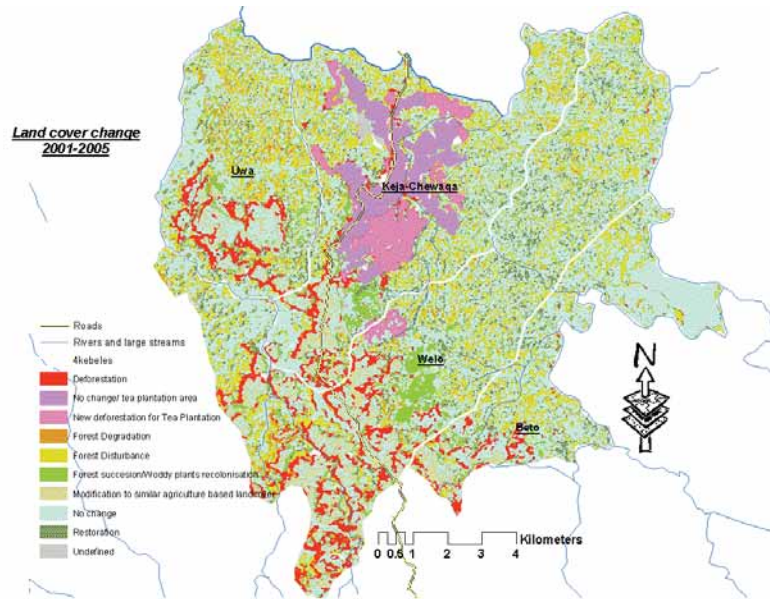 Land cover change
2001-2005
Uwa
Keja-Chewaqa
Welo
Beto
N
Roads
Rivers and large streams
4kebeles
Deforestation
No change/ tea plantation area
New deforestation for Tea Plantation
Forest Degradation
Forest Disturbance
Forest succesion/Woddy plants recolonisation
Modification to similar agriculture based landcover
No change
Restoration
Undefined
Kilometers
0 0.5 1 2 3 4